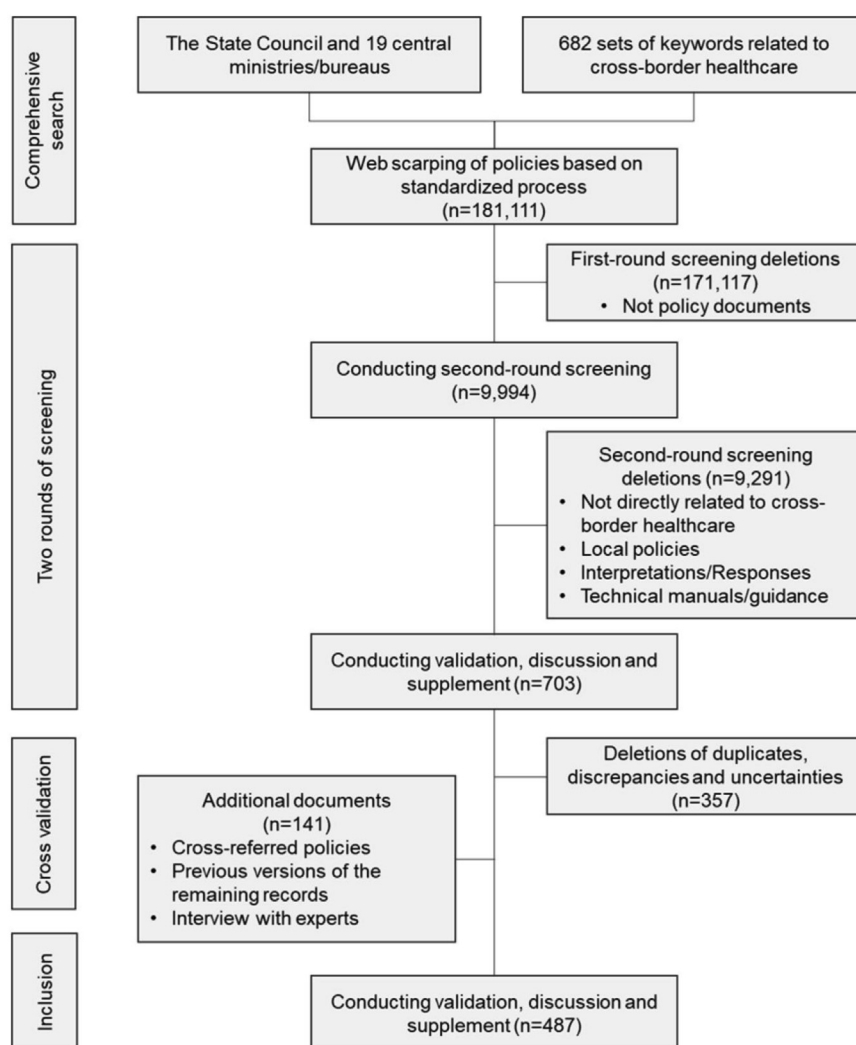 Comprehensive
search
The State Council and 19 central
ministries/bureaus
682 sets of keywords related to
cross-border healthcare
Web scarping of policies based on
standardized process
(n=181,111)
Two rounds of screening
First-round screening deletions
(n=171,117)
• Not policy documents
Conducting second-round screening
(n=9,994)
Second-round screening
deletions (n=9,291)
• Not directly related to cross-
border healthcare
• Local policies
• Interpretations/Responses
• Technical manuals/guidance
Conducting validation, discussion and
supplement (n=703)
Cross validation
Deletions of duplicates,
discrepancies and uncertainties
(n=357)
Additional documents
(n=141)
• Cross-referred policies
• Previous versions of the
remaining records
• Interview with experts
Inclusion
Conducting validation, discussion and
supplement (n=487)